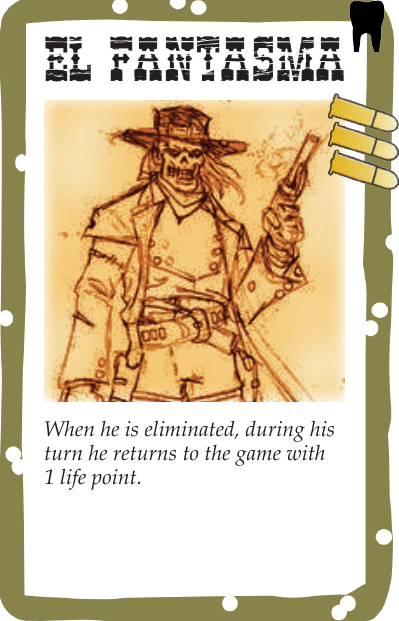 EL FANTASMA
When he is eliminated, during his
turn he returns to the game with
1 life point.